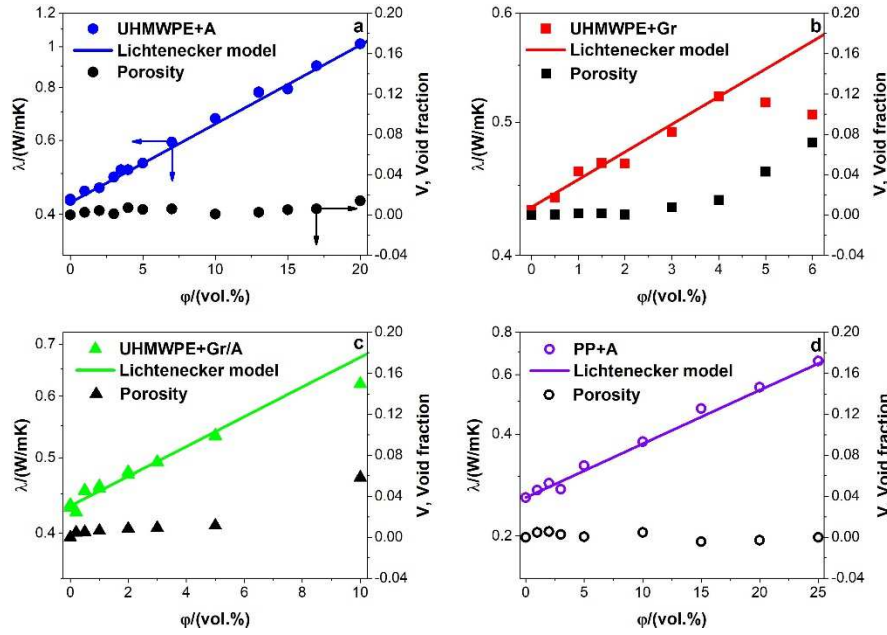 a
UHMWPE+A
Lichtenecker model
Porosity
1.2
1
0.8
0.6
0.4
λ/(W/mK)
0.20
0.16
0.12
0.08
0.04
0.00
-0.04
V, Void fraction
0 5 10 15 20
φ/(vol.%)
b
UHMWPE+Gr
Lichtenecker model
Porosity
0.6
0.5
0.4
λ/(W/mK)
0.20
0.16
0.12
0.08
0.04
0.00
-0.04
V, Void fraction
0 1 2 3 4 5 6
φ/(vol.%)
c
UHMWPE+Gr/A
Lichtenecker model
Porosity
0.7
0.6
0.5
0.4
λ/(W/mK)
0.20
0.16
0.12
0.08
0.04
0.00
-0.04
V, Void fraction
0 2 4 6 8 10
φ/(vol.%)
d
PP+A
Lichtenecker model
Porosity
0.8
0.6
0.4
0.2
λ/(W/mK)
0.20
0.16
0.12
0.08
0.04
0.00
-0.04
V, Void fraction
0 5 10 15 20 25
φ/(vol.%)